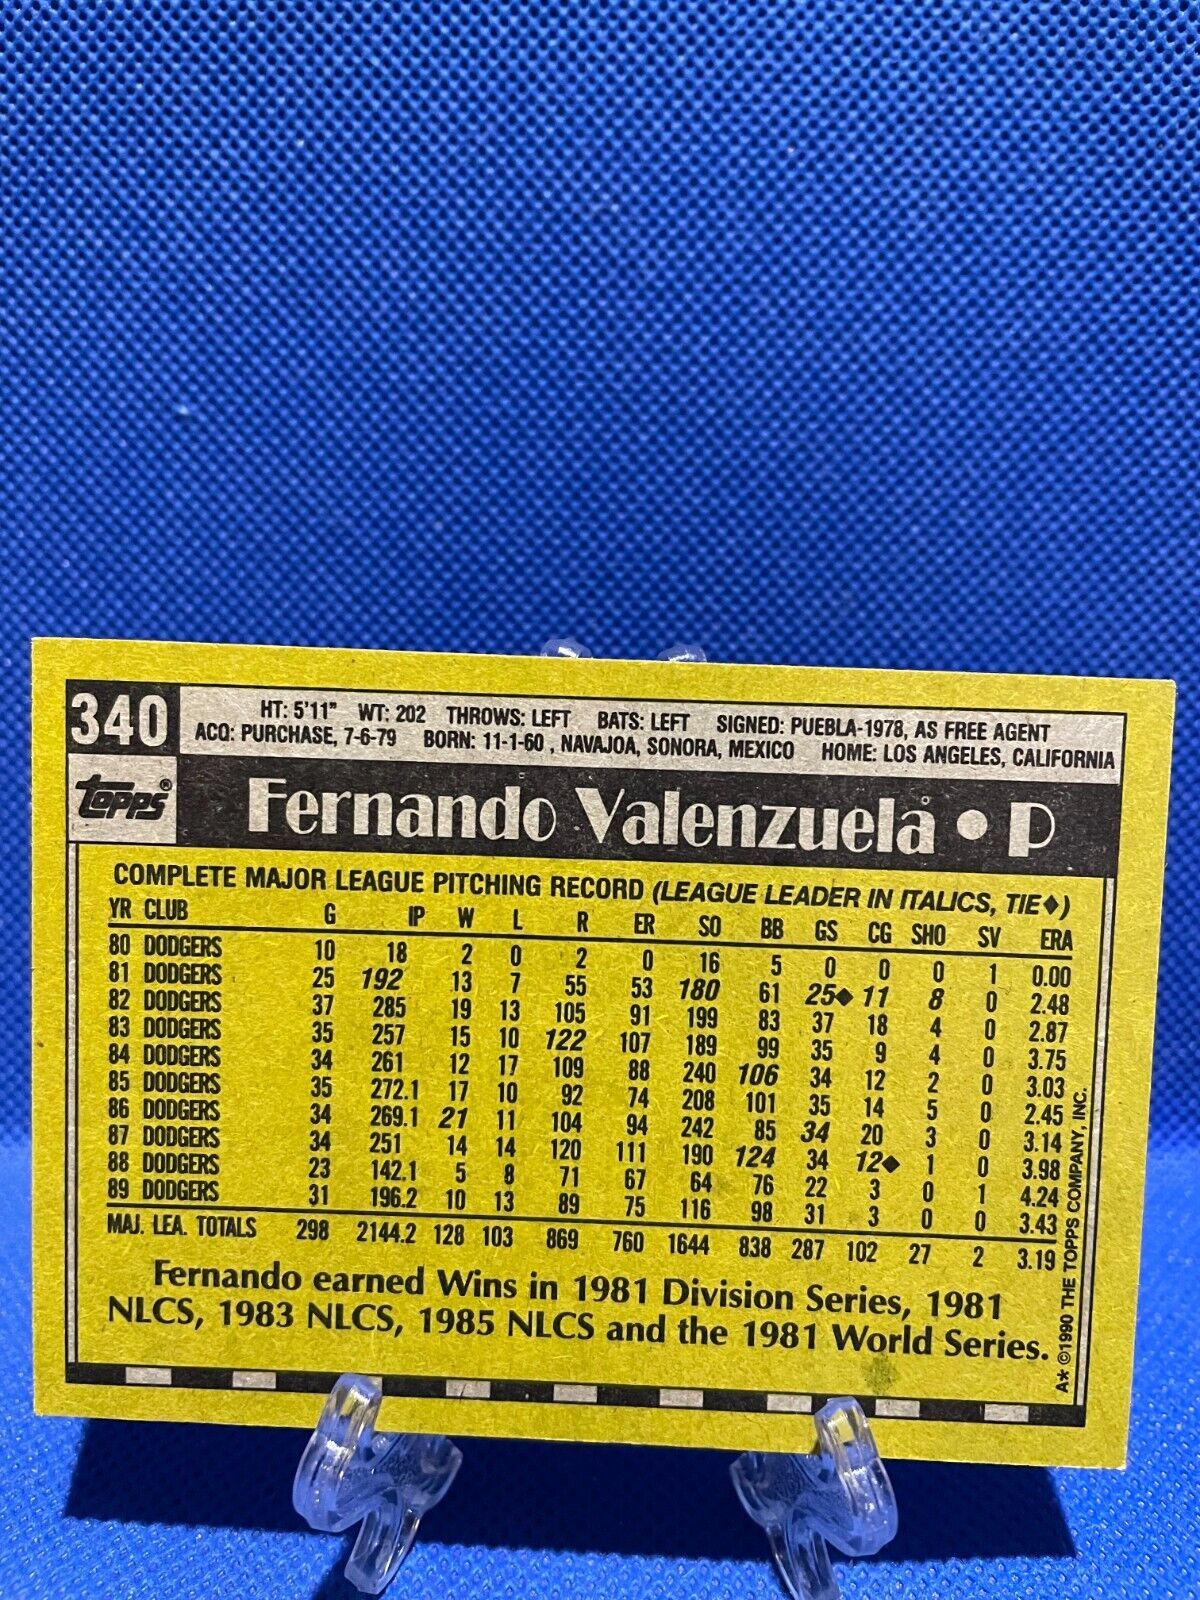 340
HT: 5'11" WT: 202 THROWS: LEFT BATS: LEFT SIGNED: PUEBLA-1978, AS FREE AGENT
ACQ: PURCHASE, 7-6-79 BORN: 11-1-60 , NAVAJOA, SONORA, MEXICO HOME: LOS ANGELES, CALIFORNIA
topps®
Fernando Valenzuela • P
COMPLETE MAJOR LEAGUE PITCHING RECORD (LEAGUE LEADER IN ITALICS, TIE♦)
YR CLUB G IP W L R ER SO BB GS CG SHO SV ERA
80 DODGERS 10 18 2 0 2 0 16 5 0 0 0 1 0.00
81 DODGERS 25 192 13 7 55 53 180 61 25♦ 11 8 0 2.48
82 DODGERS 37 285 19 13 105 91 199 83 37 18 4 0 2.87
83 DODGERS 35 257 15 10 122 107 189 99 35 9 4 0 3.75
84 DODGERS 34 261 12 17 109 88 240 106 34 12 2 0 3.03
85 DODGERS 35 272.1 17 10 92 74 208 101 35 14 5 0 2.45
86 DODGERS 34 269.1 21 11 104 94 242 85 34 20 3 0 3.14
87 DODGERS 34 251 14 14 120 111 190 124 34 12♦ 1 0 3.98
88 DODGERS 23 142.1 5 8 71 67 64 76 22 3 0 1 4.24
89 DODGERS 31 196.2 10 13 89 75 116 98 31 3 0 0 3.43
MAJ. LEA. TOTALS 298 2144.2 128 103 869 760 1644 838 287 102 27 2 3.19
Fernando earned Wins in 1981 Division Series, 1981
NLCS, 1983 NLCS, 1985 NLCS and the 1981 World Series.
A* ©1990 THE TOPPS COMPANY, INC.